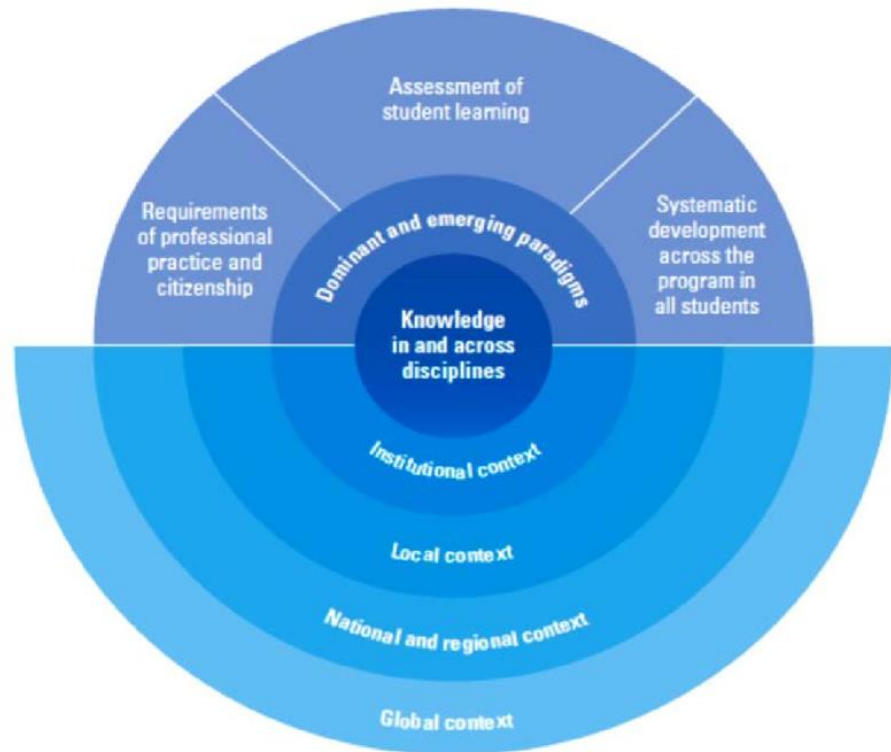 Assessment of
student learning
Requirements
of professional
practice and
citizenship
Systematic
development
across the
program in
all students
Dominant and emerging paradigms
Knowledge
in and across
disciplines
Institutional context
Local context
National and regional context
Global context